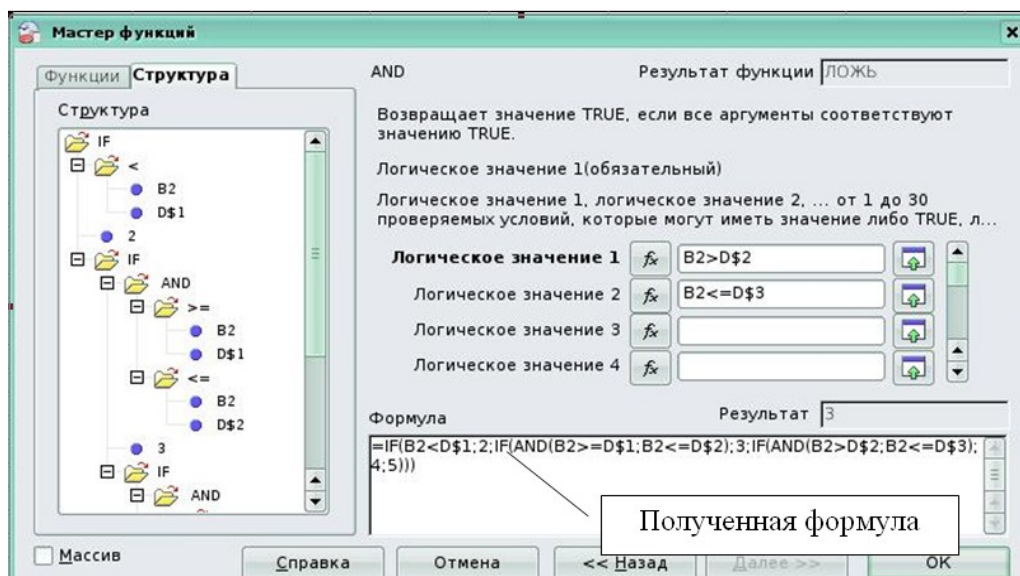 Мастер функций
Функции Структура
Структура
IF
<
B2
D$1
2
IF
AND
>=
B2
D$1
<=
B2
D$2
3
IF
AND
AND Результат функции ЛОЖЬ
Возвращает значение TRUE, если все аргументы соответствуют
значению TRUE.
Логическое значение 1(обязательный)
Логическое значение 1, логическое значение 2, ... от 1 до 30
проверяемых условий, которые могут иметь значение либо TRUE, л...
Логическое значение 1 fx B2>D$2
Логическое значение 2 fx B2<=D$3
Логическое значение 3 fx
Логическое значение 4 fx
Формула Результат 3
=IF(B2<D$1;2;IF(AND(B2>=D$1;B2<=D$2);3;IF(AND(B2>D$2;B2<=D$3);
4;5)))
Полученная формула
Массив Справка Отмена << Назад Далее >> ОК